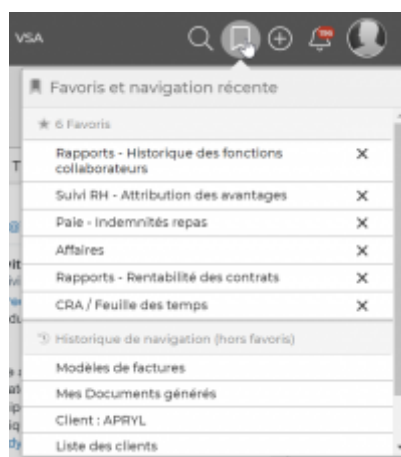 VSA
Favoris et navigation récente
6 Favoris
Rapports - Historique des fonctions
collaborateurs
Suivi RH - Attribution des avantages
Paie - Indemnités repas
Affaires
Rapports - Rentabilité des contrats
CRA / Feuille des temps
Historique de navigation (hors favoris)
Modèles de factures
Mes Documents générés
Client : APRYL
Liste des clients